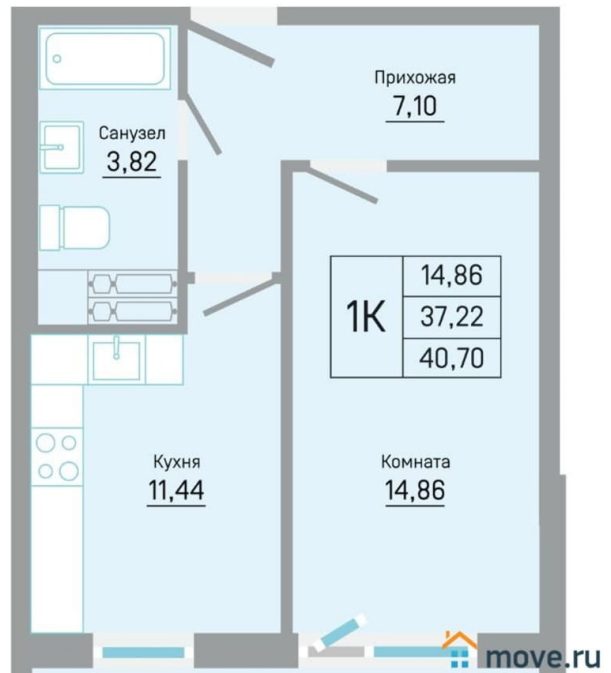 Прихожая
7,10
Санузел
3,82
1К
14,86
37,22
40,70
Кухня
11,44
Комната
14,86
move.ru